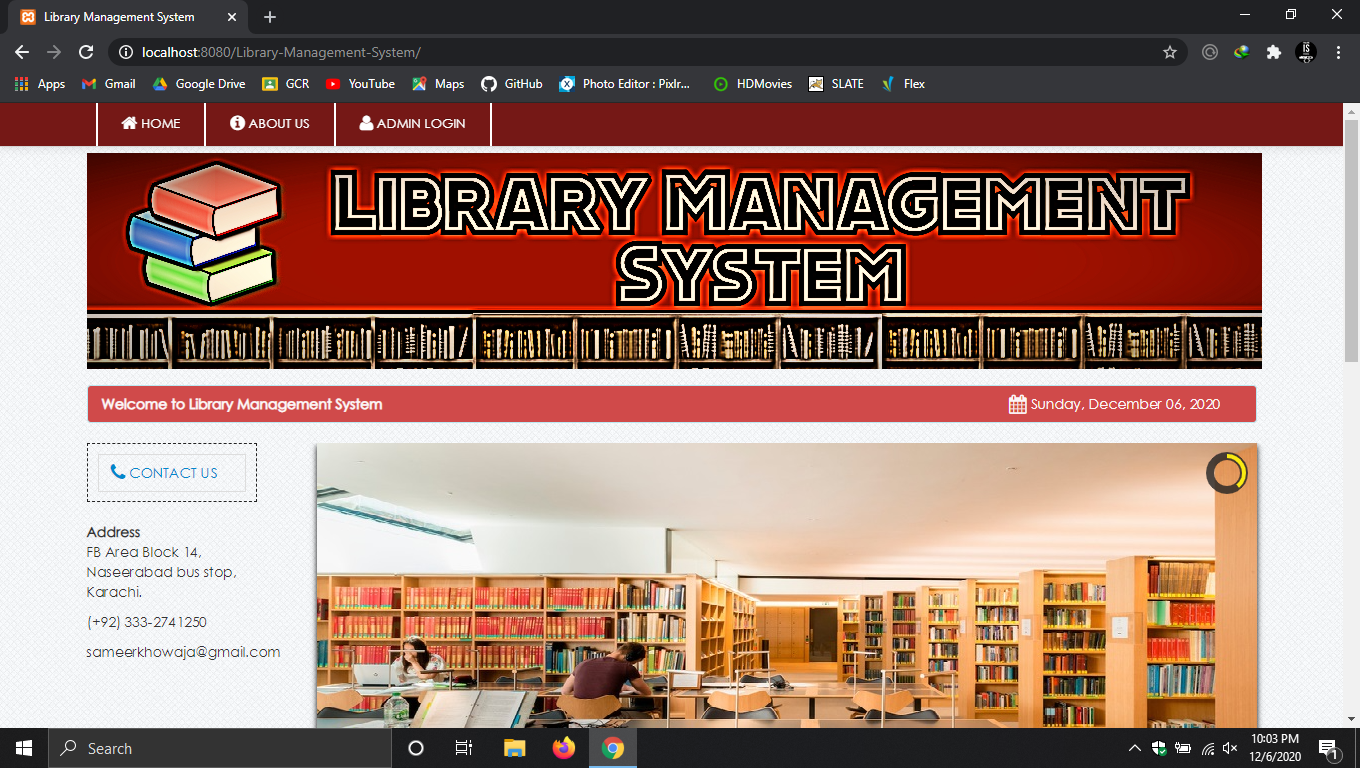 Library Management System
localhost:8080/Library-Management-System/
Apps Gmail Google Drive GCR YouTube Maps GitHub Photo Editor : Pixlr... HDMovies SLATE Flex
HOME ABOUT US ADMIN LOGIN
LIBRARY MANAGEMENT
SYSTEM
Welcome to Library Management System Sunday, December 06, 2020
CONTACT US
Address
FB Area Block 14,
Naseerabad bus stop,
Karachi.
(+92) 333-2741250
sameerkhowaja@gmail.com
Search
10:03 PM
12/6/2020
1